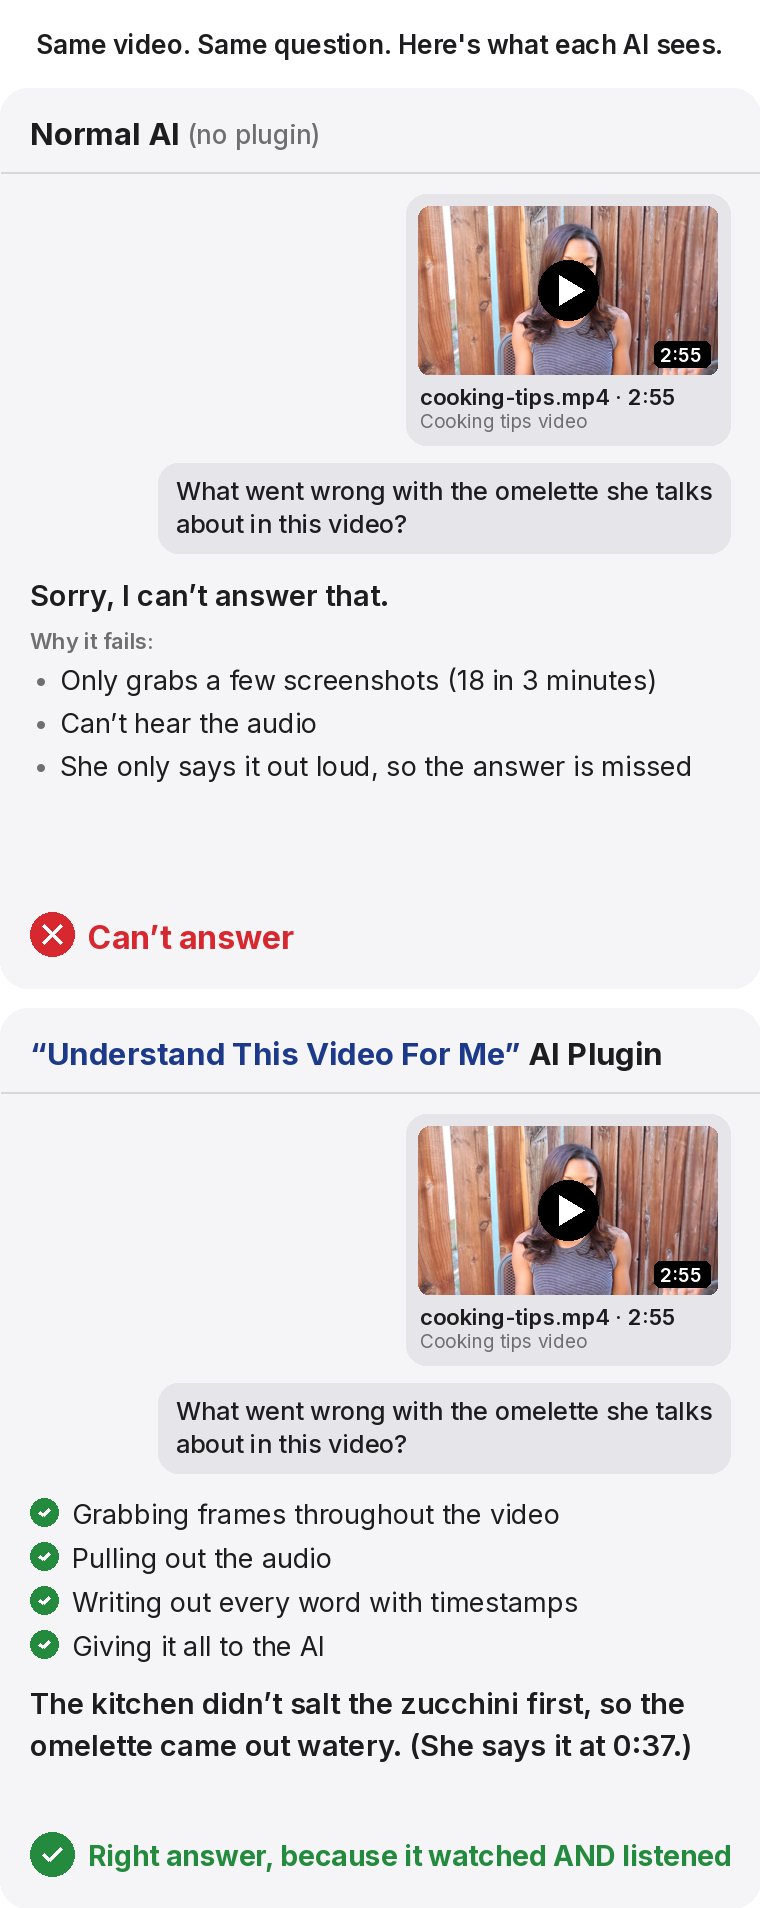 Same video. Same question. Here's what each AI sees.
Normal AI (no plugin)
2:55
cooking-tips.mp4 · 2:55
Cooking tips video
What went wrong with the omelette she talks
about in this video?
Sorry, I can’t answer that.
Why it fails:
• Only grabs a few screenshots (18 in 3 minutes)
• Can’t hear the audio
• She only says it out loud, so the answer is missed
Can’t answer
“Understand This Video For Me” AI Plugin
2:55
cooking-tips.mp4 · 2:55
Cooking tips video
What went wrong with the omelette she talks
about in this video?
Grabbing frames throughout the video
Pulling out the audio
Writing out every word with timestamps
Giving it all to the AI
The kitchen didn’t salt the zucchini first, so the
omelette came out watery. (She says it at 0:37.)
Right answer, because it watched AND listened